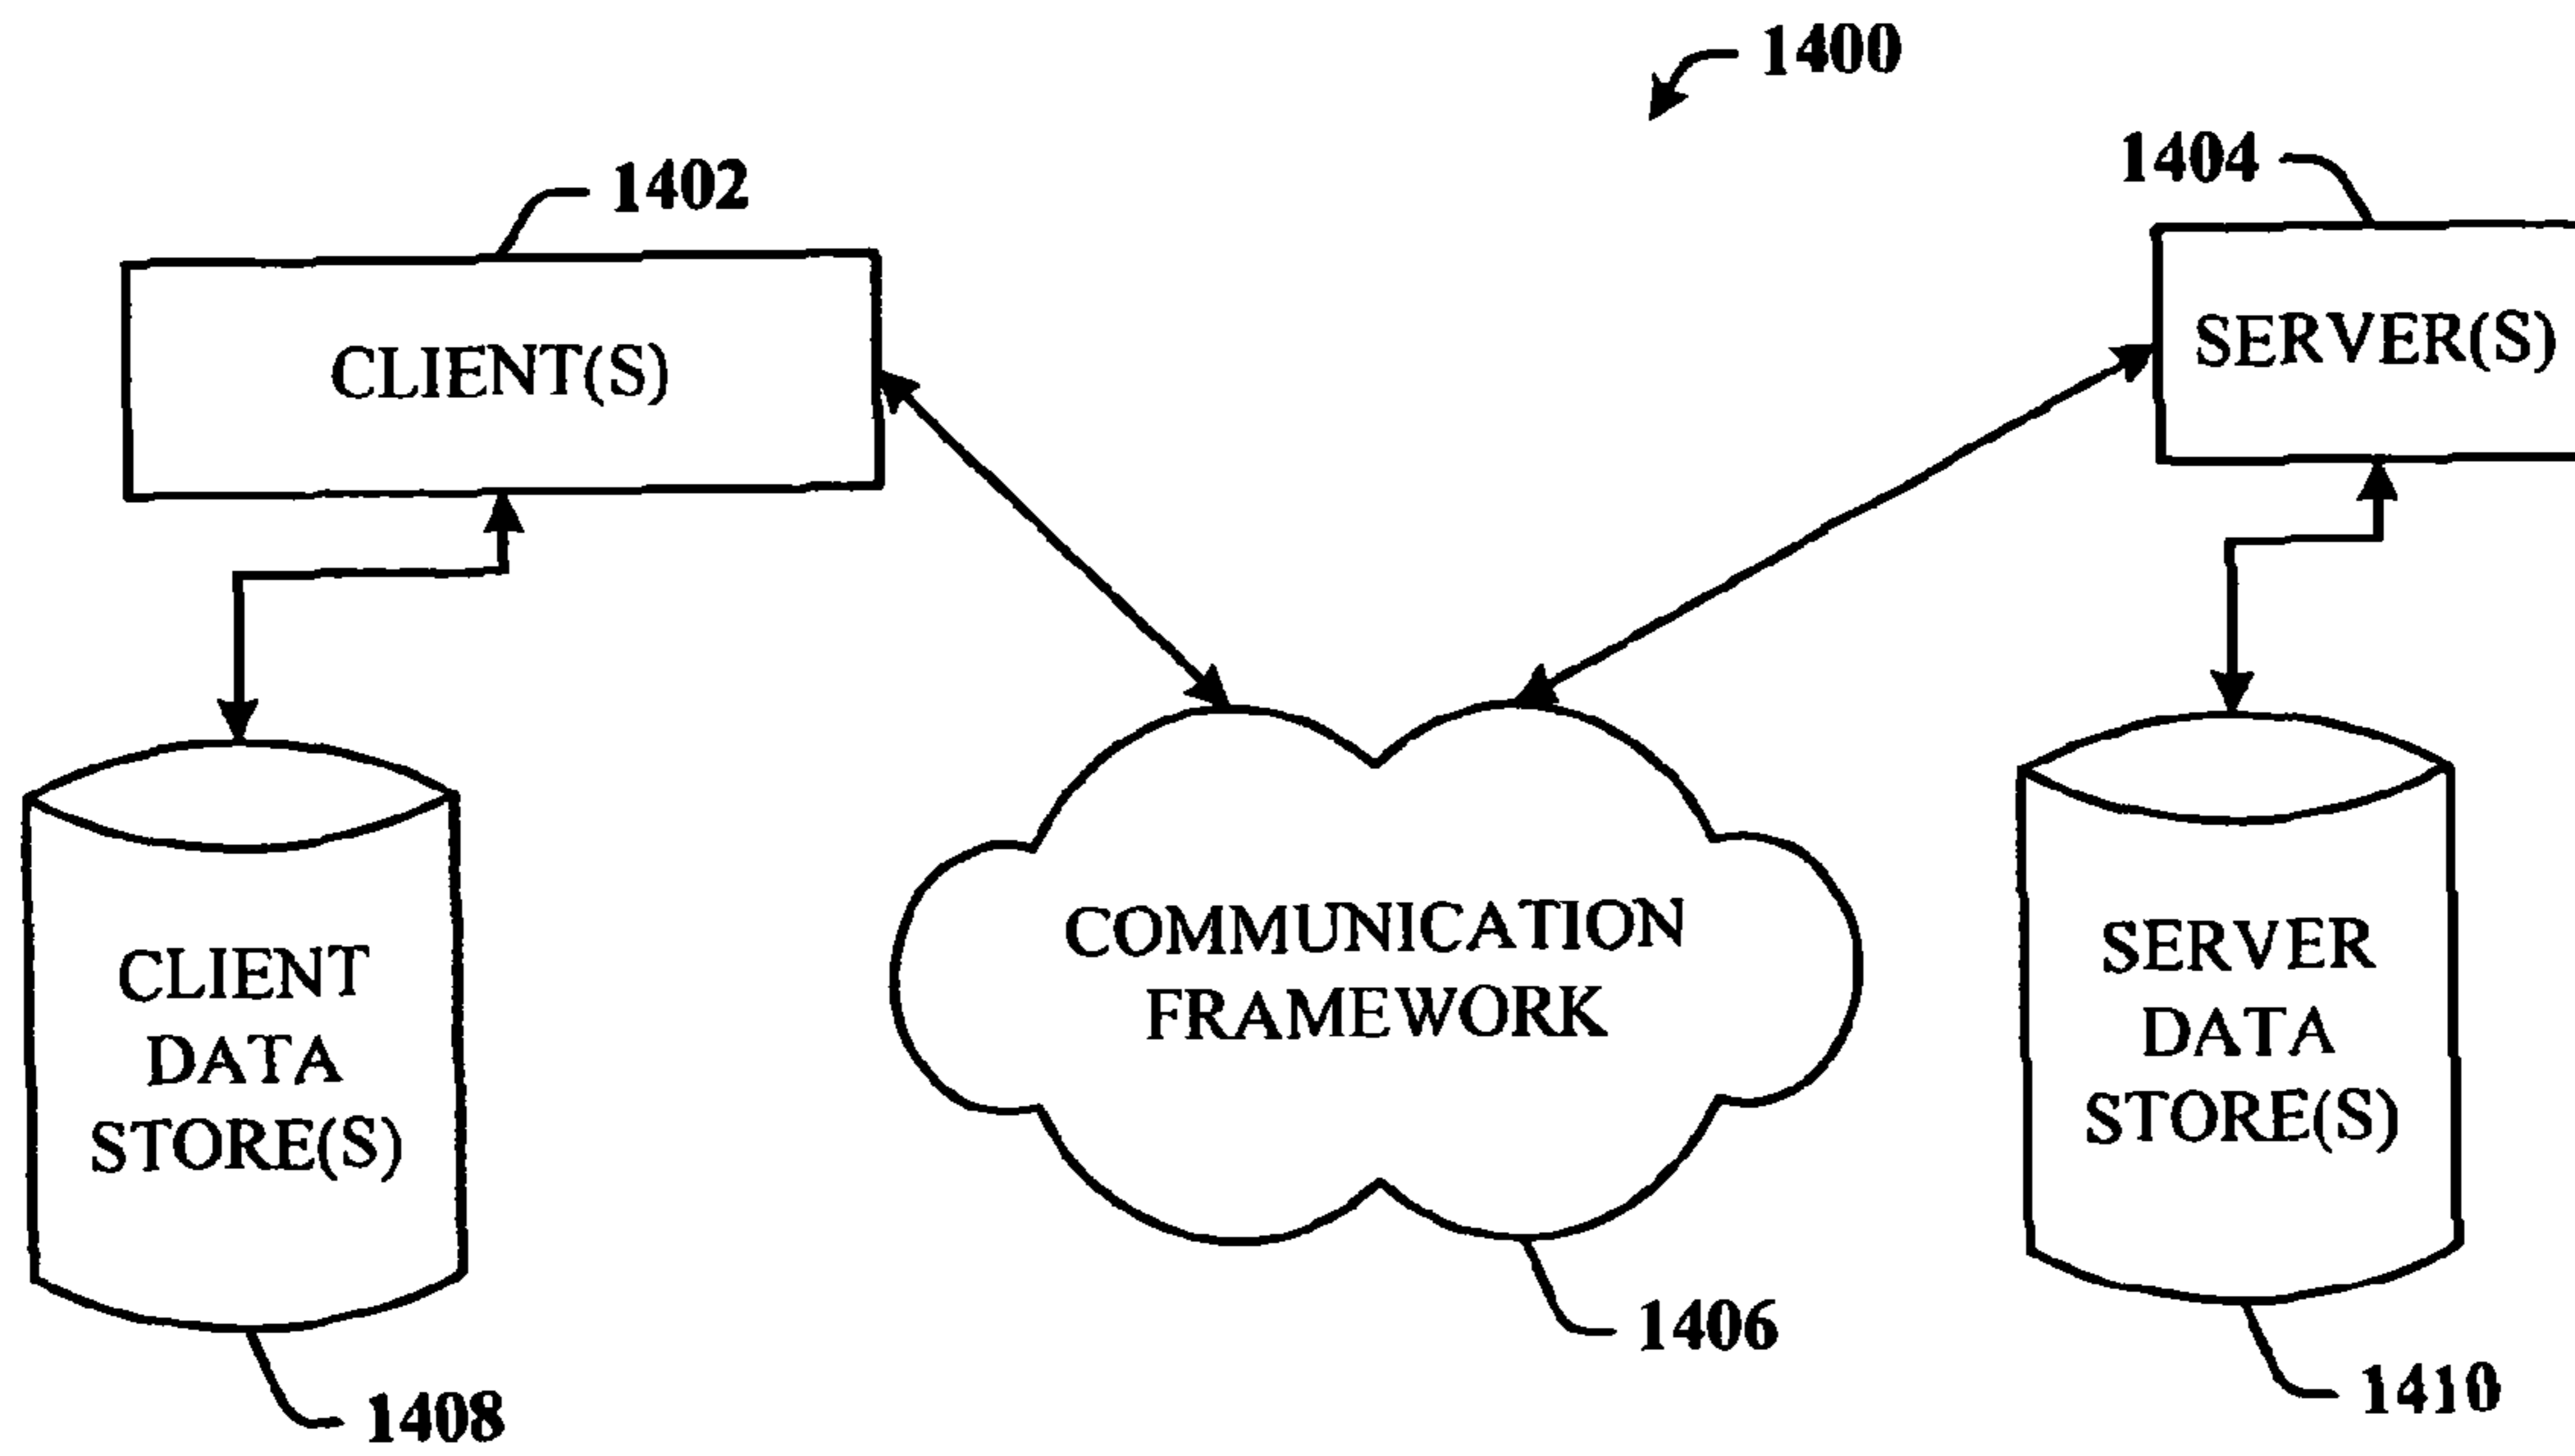 1400
1402
1404
CLIENT(S)
SERVER(S)
COMMUNICATION
FRAMEWORK
CLIENT
DATA
STORE(S)
SERVER
DATA
STORE(S)
1406
1408
1410